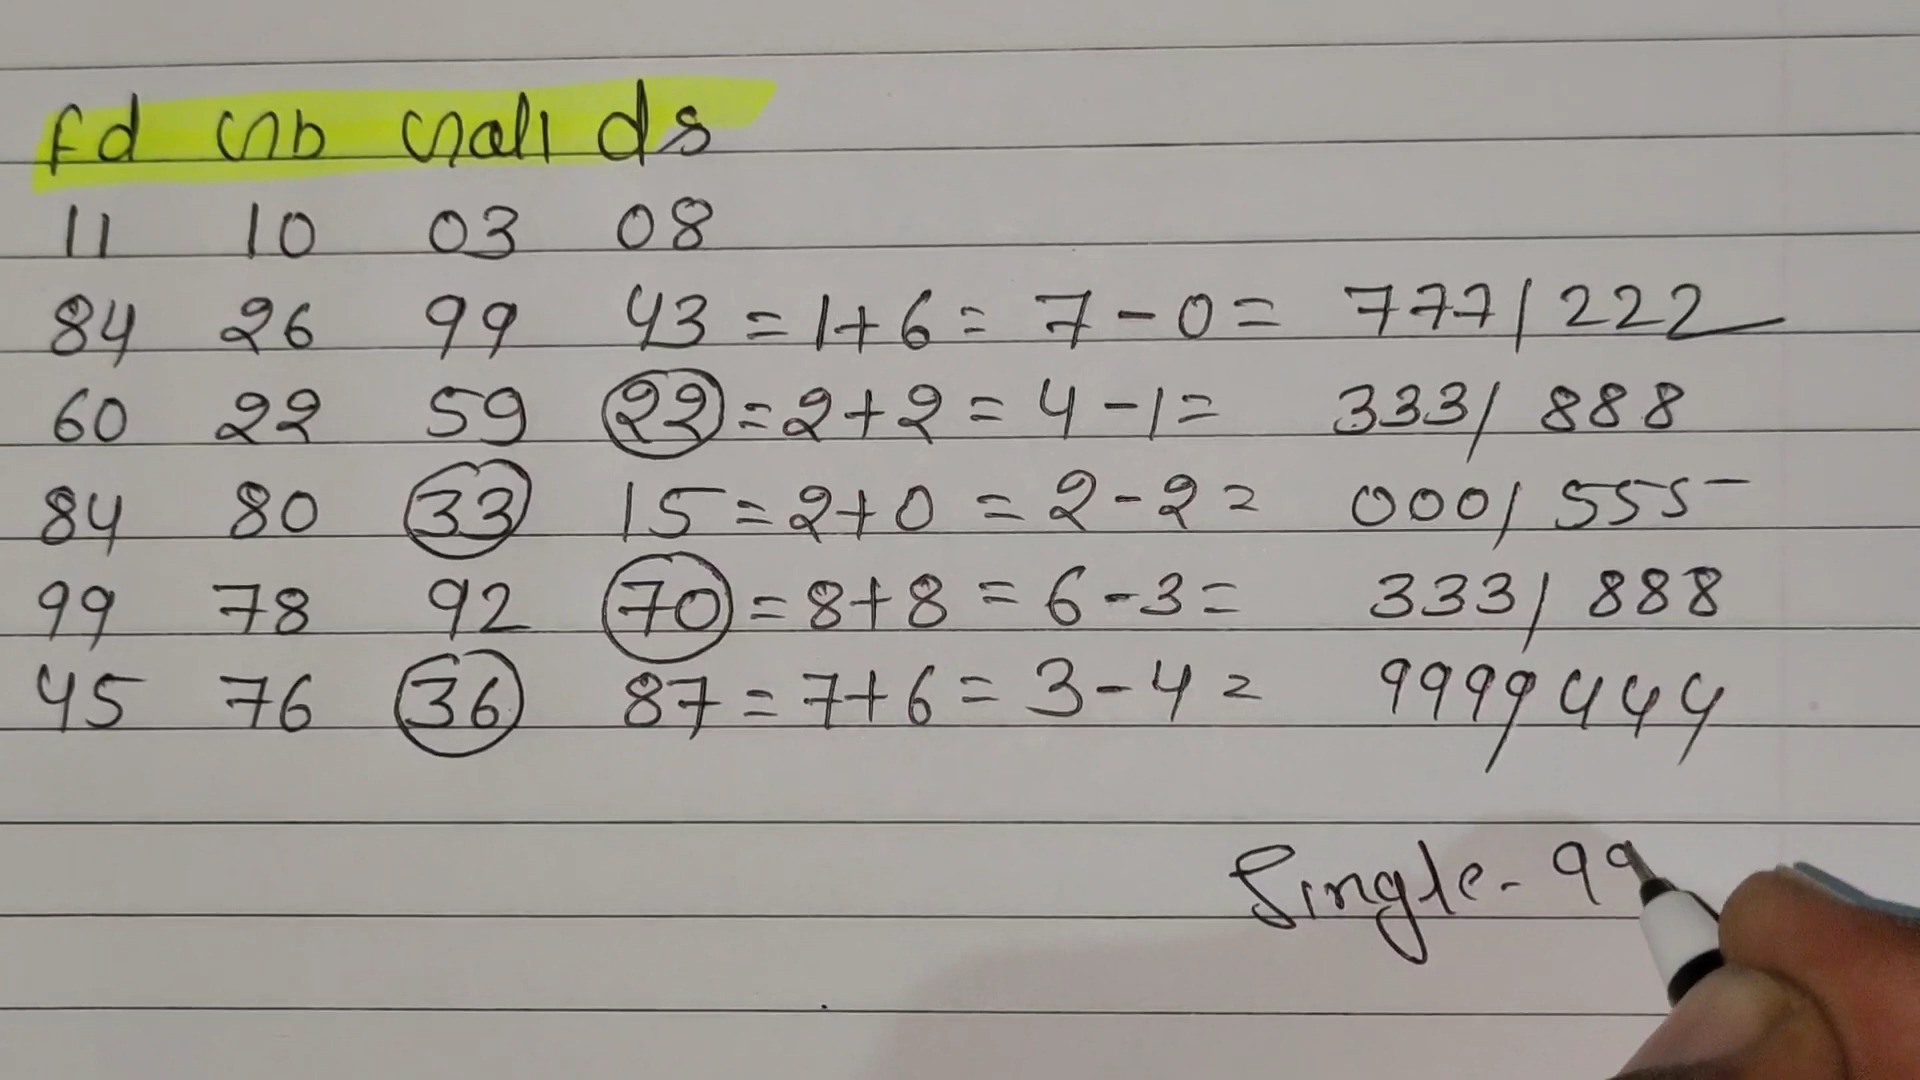 fd Gb Gali ds
11 10 03 08
84 26 99 43 = 1+6 = 7-0 = 777/222
60 22 59 22 = 2+2 = 4-1 = 333/888
84 80 33 15 = 2+0 = 2-2 = 000/555
99 78 92 70 = 8+8 = 6-3 = 333/888
45 76 36 87 = 7+6 = 3-4 = 999/444
Single - 99